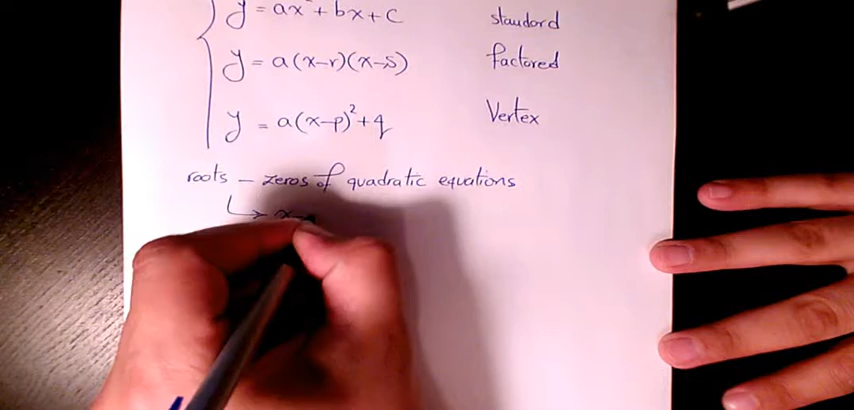 y = ax² + bx + c standard
y = a(x-r)(x-s) factored
y = a(x-p)² + q Vertex
roots - zeros of quadratic equations
↳ x-